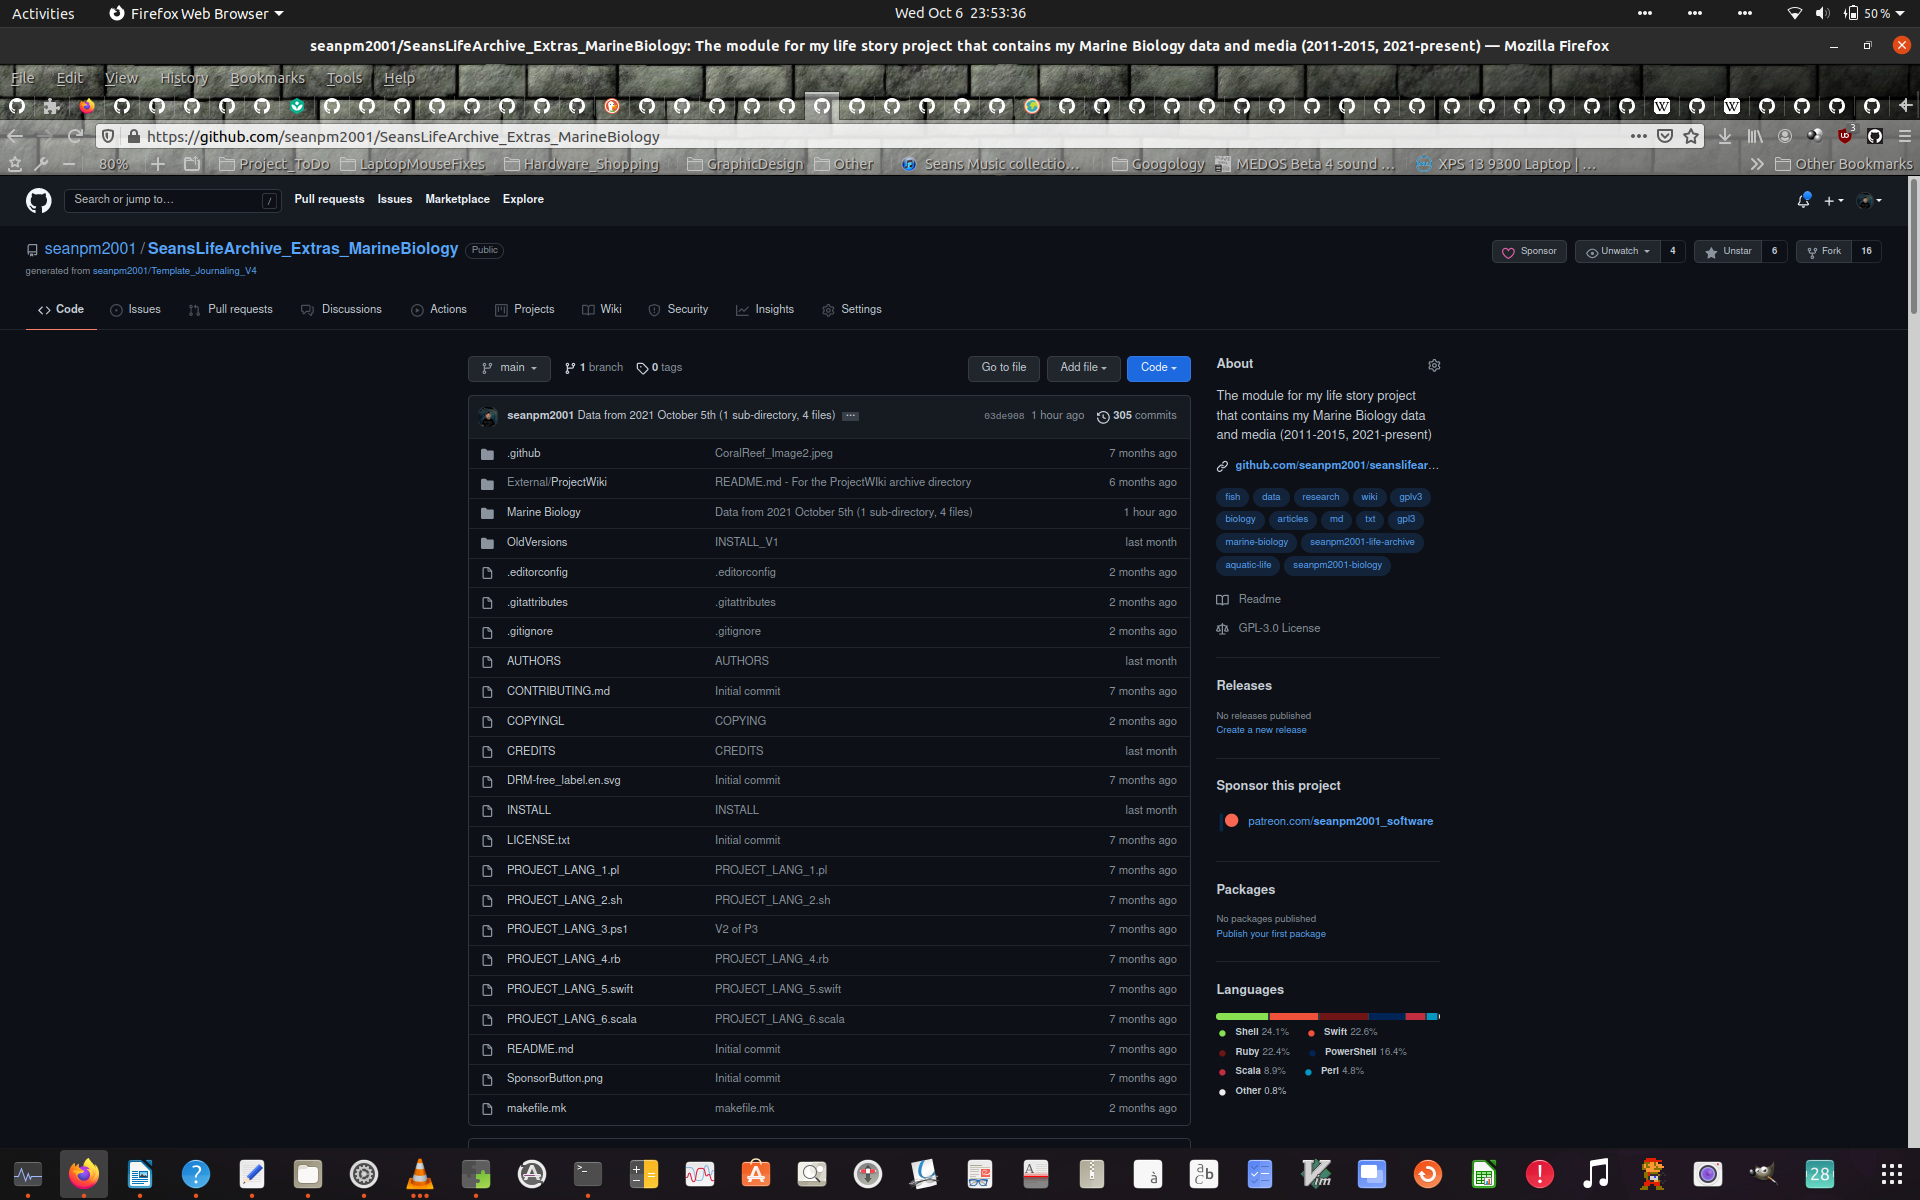 Activities Firefox Web Browser Wed Oct 6 23:53:36 50 %
seanpm2001/SeansLifeArchive_Extras_MarineBiology: The module for my life story project that contains my Marine Biology data and media (2011-2015, 2021-present) — Mozilla Firefox
File Edit View History Bookmarks Tools Help
https://github.com/seanpm2001/SeansLifeArchive_Extras_MarineBiology 3
80% Project_ToDo LaptopMouseFixes Hardware_Shopping GraphicDesign Other Seans Music collectio… Googology MEDOS Beta 4 sound … XPS 13 9300 Laptop | … Other Bookmarks
Search or jump to… / Pull requests Issues Marketplace Explore
seanpm2001 / SeansLifeArchive_Extras_MarineBiology Public Sponsor Unwatch 4 Unstar 6 Fork 16
generated from seanpm2001/Template_Journaling_V4
Code Issues Pull requests Discussions Actions Projects Wiki Security Insights Settings
main 1 branch 0 tags Go to file Add file Code
seanpm2001 Data from 2021 October 5th (1 sub-directory, 4 files) ... 03de908 1 hour ago 305 commits
.github CoralReef_Image2.jpeg 7 months ago
External/ProjectWiki README.md - For the ProjectWIki archive directory 6 months ago
Marine Biology Data from 2021 October 5th (1 sub-directory, 4 files) 1 hour ago
OldVersions INSTALL_V1 last month
.editorconfig .editorconfig 2 months ago
.gitattributes .gitattributes 2 months ago
.gitignore .gitignore 2 months ago
AUTHORS AUTHORS last month
CONTRIBUTING.md Initial commit 7 months ago
COPYINGL COPYING 2 months ago
CREDITS CREDITS last month
DRM-free_label.en.svg Initial commit 7 months ago
INSTALL INSTALL last month
LICENSE.txt Initial commit 7 months ago
PROJECT_LANG_1.pl PROJECT_LANG_1.pl 7 months ago
PROJECT_LANG_2.sh PROJECT_LANG_2.sh 7 months ago
PROJECT_LANG_3.ps1 V2 of P3 7 months ago
PROJECT_LANG_4.rb PROJECT_LANG_4.rb 7 months ago
PROJECT_LANG_5.swift PROJECT_LANG_5.swift 7 months ago
PROJECT_LANG_6.scala PROJECT_LANG_6.scala 7 months ago
README.md Initial commit 7 months ago
SponsorButton.png Initial commit 7 months ago
makefile.mk makefile.mk 2 months ago
About
The module for my life story project
that contains my Marine Biology data
and media (2011-2015, 2021-present)
github.com/seanpm2001/seanslifear…
fish data research wiki gplv3
biology articles md txt gpl3
marine-biology seanpm2001-life-archive
aquatic-life seanpm2001-biology
Readme
GPL-3.0 License
Releases
No releases published
Create a new release
Sponsor this project
patreon.com/seanpm2001_software
Packages
No packages published
Publish your first package
Languages
Shell 24.1% Swift 22.6%
Ruby 22.4% PowerShell 16.4%
Scala 8.9% Perl 4.8%
Other 0.8%
28